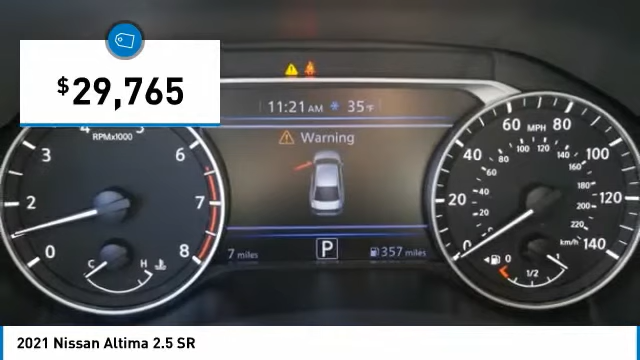 $29,765
11:21 AM 35°F
Warning
RPMx1000
0 2 3 4 5 6 7 8
C H
7 miles
P
357 miles
MPH
0 20 40 60 80 100 120 140
20 40 60 80 100 120 140 160 180 200 220
km/h
0 1/2 1
2021 Nissan Altima 2.5 SR